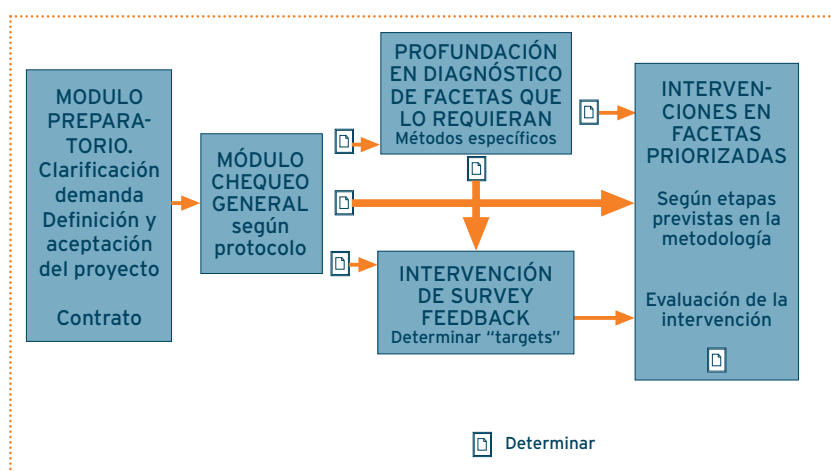 MODULO
PREPARA-
TORIO.
Clarificación
demanda
Definición y
aceptación
del proyecto
Contrato
MÓDULO
CHEQUEO
GENERAL
según
protocolo
PROFUNDACIÓN
EN DIAGNÓSTICO
DE FACETAS QUE
LO REQUIERAN
Métodos específicos
INTERVENCIÓN
DE SURVEY
FEEDBACK
Determinar “targets”
INTERVEN-
CIONES EN
FACETAS
PRIORIZADAS
Según etapas
previstas en la
metodología
Evaluación de la
intervención
Determinar